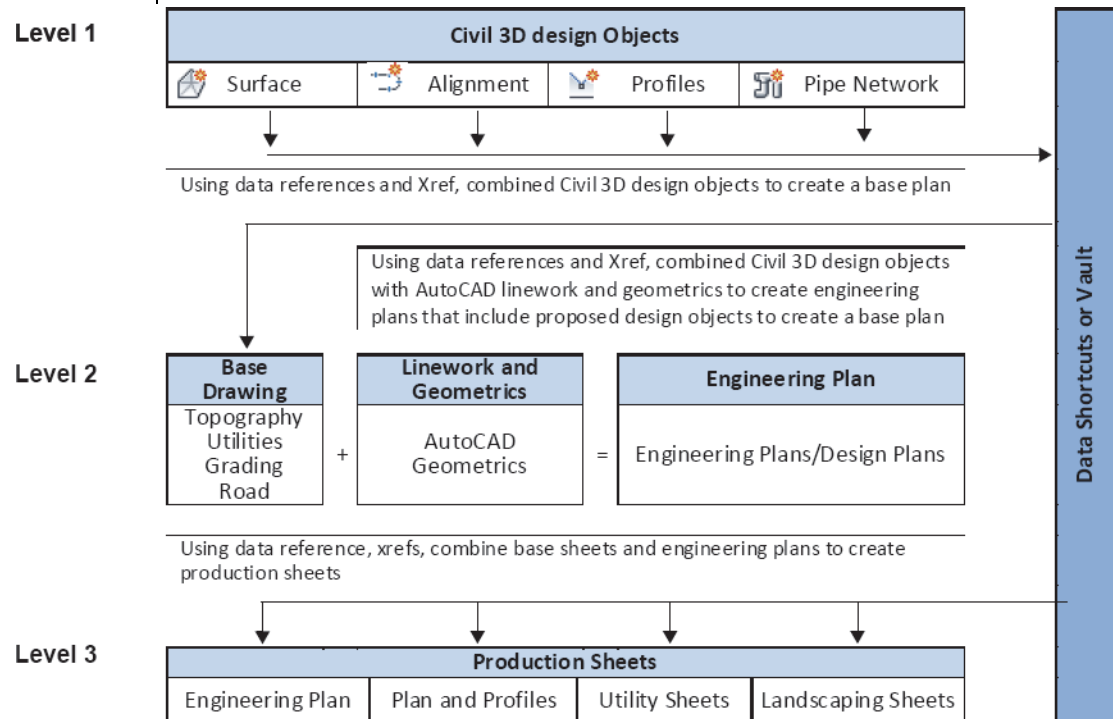 Level 1
Civil 3D design Objects
Surface
Alignment
Profiles
Pipe Network
Using data references and Xref, combined Civil 3D design objects to create a base plan
Using data references and Xref, combined Civil 3D design objects
with AutoCAD linework and geometrics to create engineering
plans that include proposed design objects to create a base plan
Level 2
Base
Drawing
Topography
Utilities
Grading
Road
+
Linework and
Geometrics
AutoCAD
Geometrics
=
Engineering Plan
Engineering Plans/Design Plans
Using data reference, xrefs, combine base sheets and engineering plans to create
production sheets
Level 3
Production Sheets
Engineering Plan
Plan and Profiles
Utility Sheets
Landscaping Sheets
Data Shortcuts or Vault